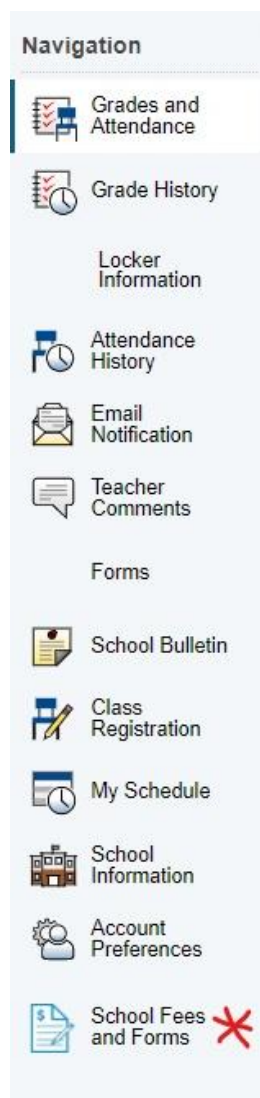 Navigation
Grades and
Attendance
Grade History
Locker
Information
Attendance
History
Email
Notification
Teacher
Comments
Forms
School Bulletin
Class
Registration
My Schedule
School
Information
Account
Preferences
School Fees
and Forms